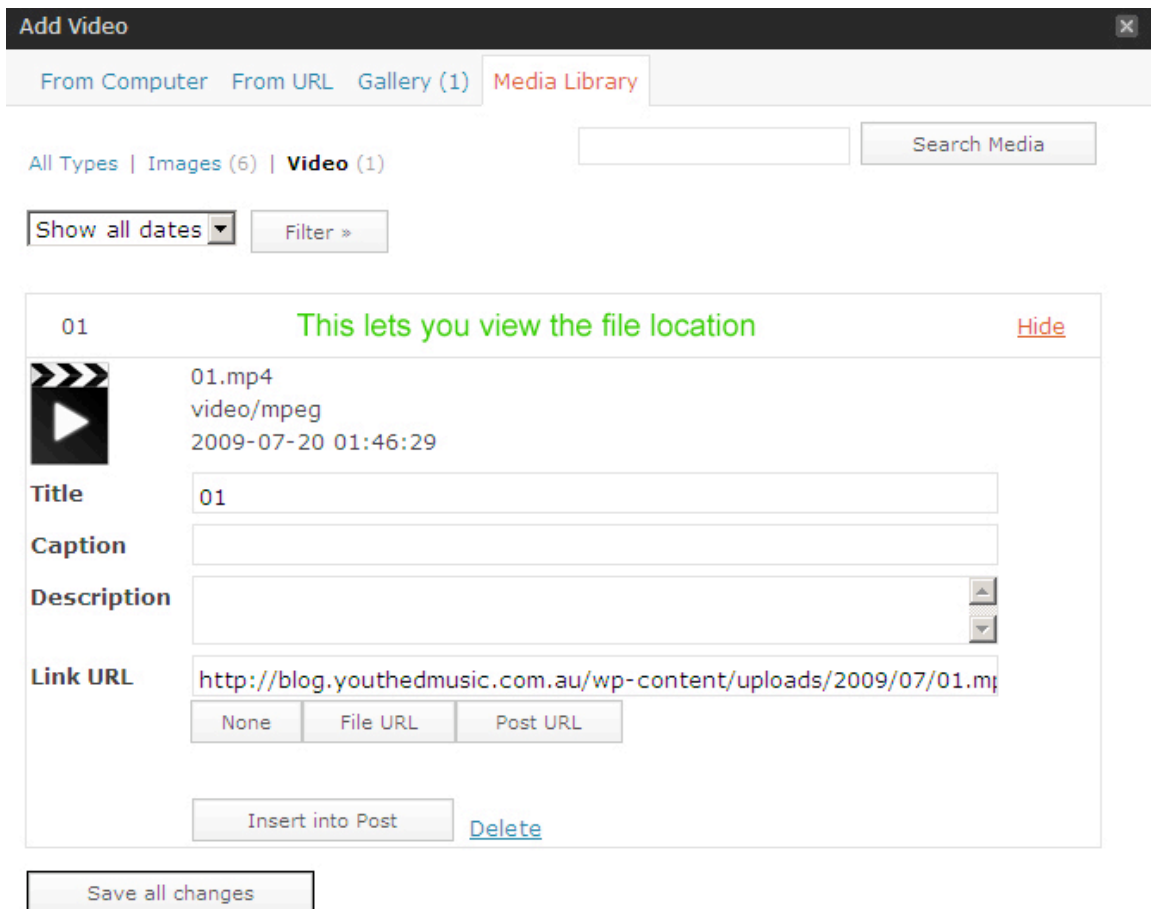 Add Video
From Computer From URL Gallery (1) Media Library
All Types | Images (6) | Video (1) Search Media
Show all dates Filter »
01 This lets you view the file location Hide
01.mp4
video/mpeg
2009-07-20 01:46:29
Title 01
Caption
Description
Link URL http://blog.youthedmusic.com.au/wp-content/uploads/2009/07/01.mp
None File URL Post URL
Insert into Post Delete
Save all changes